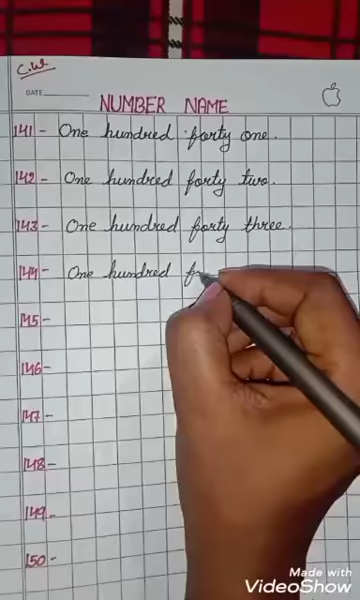 C.W
DATE
NUMBER NAME
141- One hundred forty one.
142- One hundred forty two.
143- One hundred forty three.
144- One hundred f
145-
146-
147-
148-
149-
150-
Made with
VideoShow